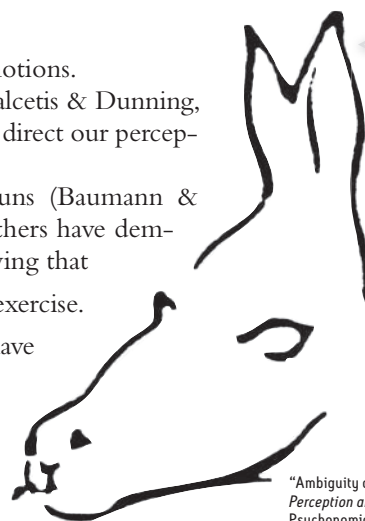 otions.
alcetis & Dunning,
direct our percep-
uns (Baumann &
thers have dem-
ving that
exercise.
ave
“Ambiguity o
Perception a
Psychonomic